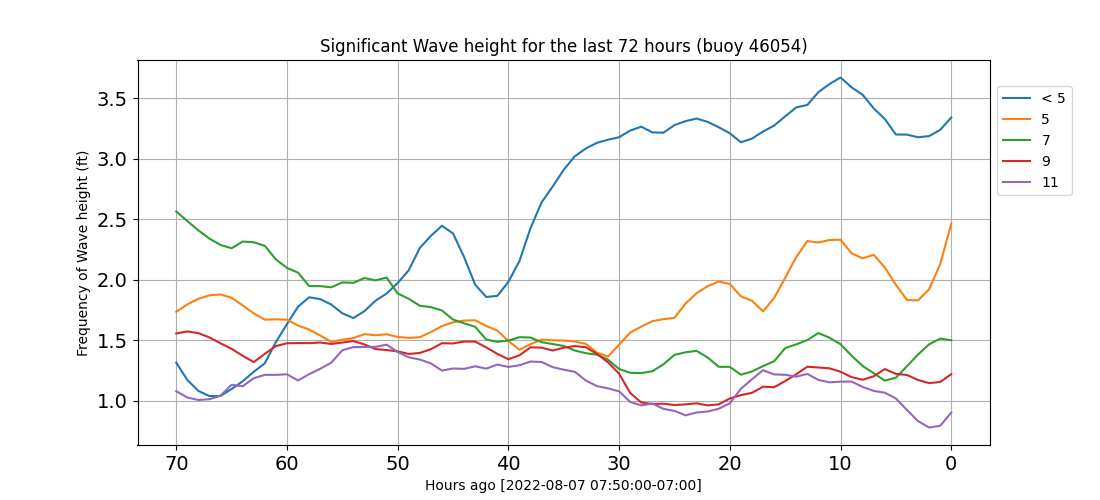 Significant Wave height for the last 72 hours (buoy 46054)
Frequency of Wave height (ft)
3.5
3.0
2.5
2.0
1.5
1.0
70 60 50 40 30 20 10 0
Hours ago [2022-08-07 07:50:00-07:00]
< 5
5
7
9
11